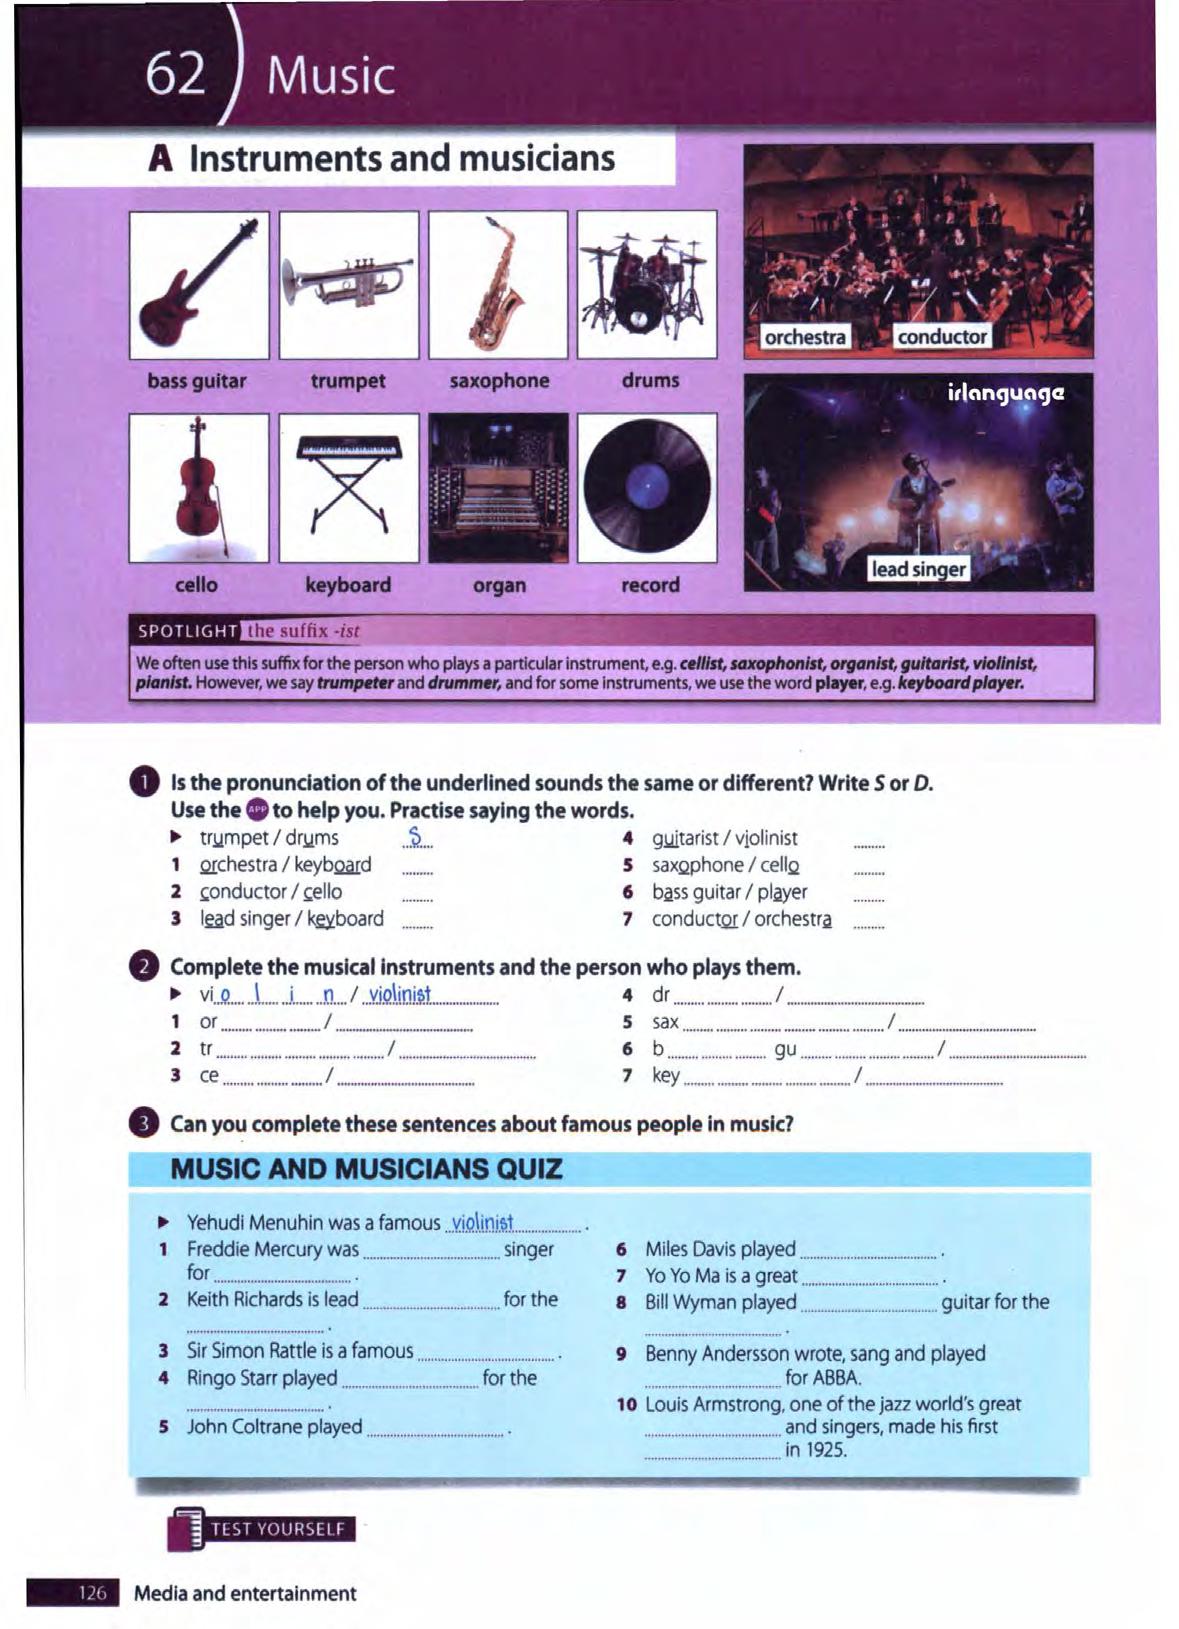 62 Music
A Instruments and musicians
orchestra conductor
bass guitar trumpet saxophone drums
irlanguage
lead singer
cello keyboard organ record
SPOTLIGHT the suffix -ist
We often use this suffix for the person who plays a particular instrument, e.g. cellist, saxophonist, organist, guitarist, violinist,
pianist. However, we say trumpeter and drummer, and for some instruments, we use the word player, e.g. keyboard player.
1 Is the pronunciation of the underlined sounds the same or different? Write S or D.
Use the APP to help you. Practise saying the words.
▶ trumpet / drums ...S...
1 orchestra / keyboard .........
2 conductor / cello .........
3 lead singer / keyboard .........
4 guitarist / violinist .........
5 saxophone / cello .........
6 bass guitar / player .........
7 conductor / orchestra .........
2 Complete the musical instruments and the person who plays them.
▶ vi o l i n / violinist
1 or ......... ......... ......... / .........
2 tr ......... ......... ......... ......... ......... / .........
3 ce ......... ......... ......... / .........
4 dr ......... ......... ......... / .........
5 sax ......... ......... ......... ......... ......... ......... / .........
6 b ......... ......... ......... gu ......... ......... ......... ......... / .........
7 key ......... ......... ......... ......... ......... / .........
3 Can you complete these sentences about famous people in music?
MUSIC AND MUSICIANS QUIZ
▶ Yehudi Menuhin was a famous violinist .
1 Freddie Mercury was ......... singer
for ......... .
2 Keith Richards is lead ......... for the
......... .
3 Sir Simon Rattle is a famous ......... .
4 Ringo Starr played ......... for the
......... .
5 John Coltrane played ......... .
6 Miles Davis played ......... .
7 Yo Yo Ma is a great ......... .
8 Bill Wyman played ......... guitar for the
......... .
9 Benny Andersson wrote, sang and played
......... for ABBA.
10 Louis Armstrong, one of the jazz world's great
......... and singers, made his first
......... in 1925.
TEST YOURSELF
126 Media and entertainment